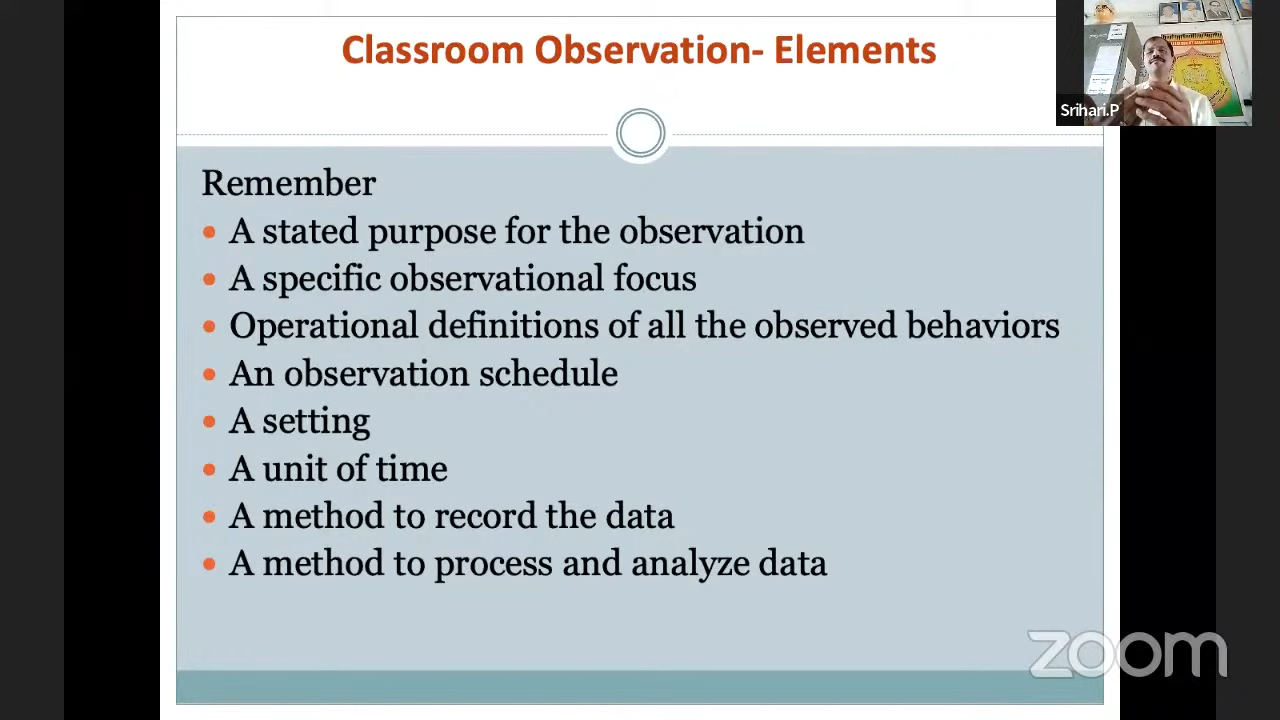 Classroom Observation- Elements
Srihari.P
Remember
• A stated purpose for the observation
• A specific observational focus
• Operational definitions of all the observed behaviors
• An observation schedule
• A setting
• A unit of time
• A method to record the data
• A method to process and analyze data
zoom